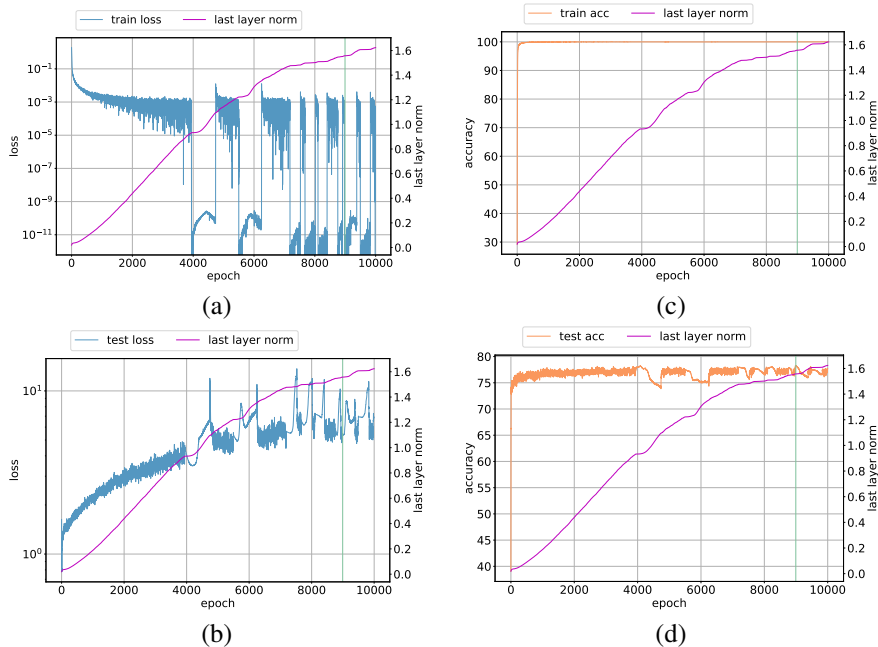 train loss last layer norm
10⁻¹
10⁻³
10⁻⁵
10⁻⁷
10⁻⁹
10⁻¹¹
loss
0 2000 4000 6000 8000 10000
epoch
1.6
1.4
1.2
1.0
0.8
0.6
0.4
0.2
0.0
last layer norm
(a)
train acc last layer norm
100
90
80
70
60
50
40
30
accuracy
0 2000 4000 6000 8000 10000
epoch
1.6
1.4
1.2
1.0
0.8
0.6
0.4
0.2
0.0
last layer norm
(c)
test loss last layer norm
10¹
10⁰
loss
0 2000 4000 6000 8000 10000
epoch
1.6
1.4
1.2
1.0
0.8
0.6
0.4
0.2
0.0
last layer norm
(b)
test acc last layer norm
80
75
70
65
60
55
50
45
40
accuracy
0 2000 4000 6000 8000 10000
epoch
1.6
1.4
1.2
1.0
0.8
0.6
0.4
0.2
0.0
last layer norm
(d)